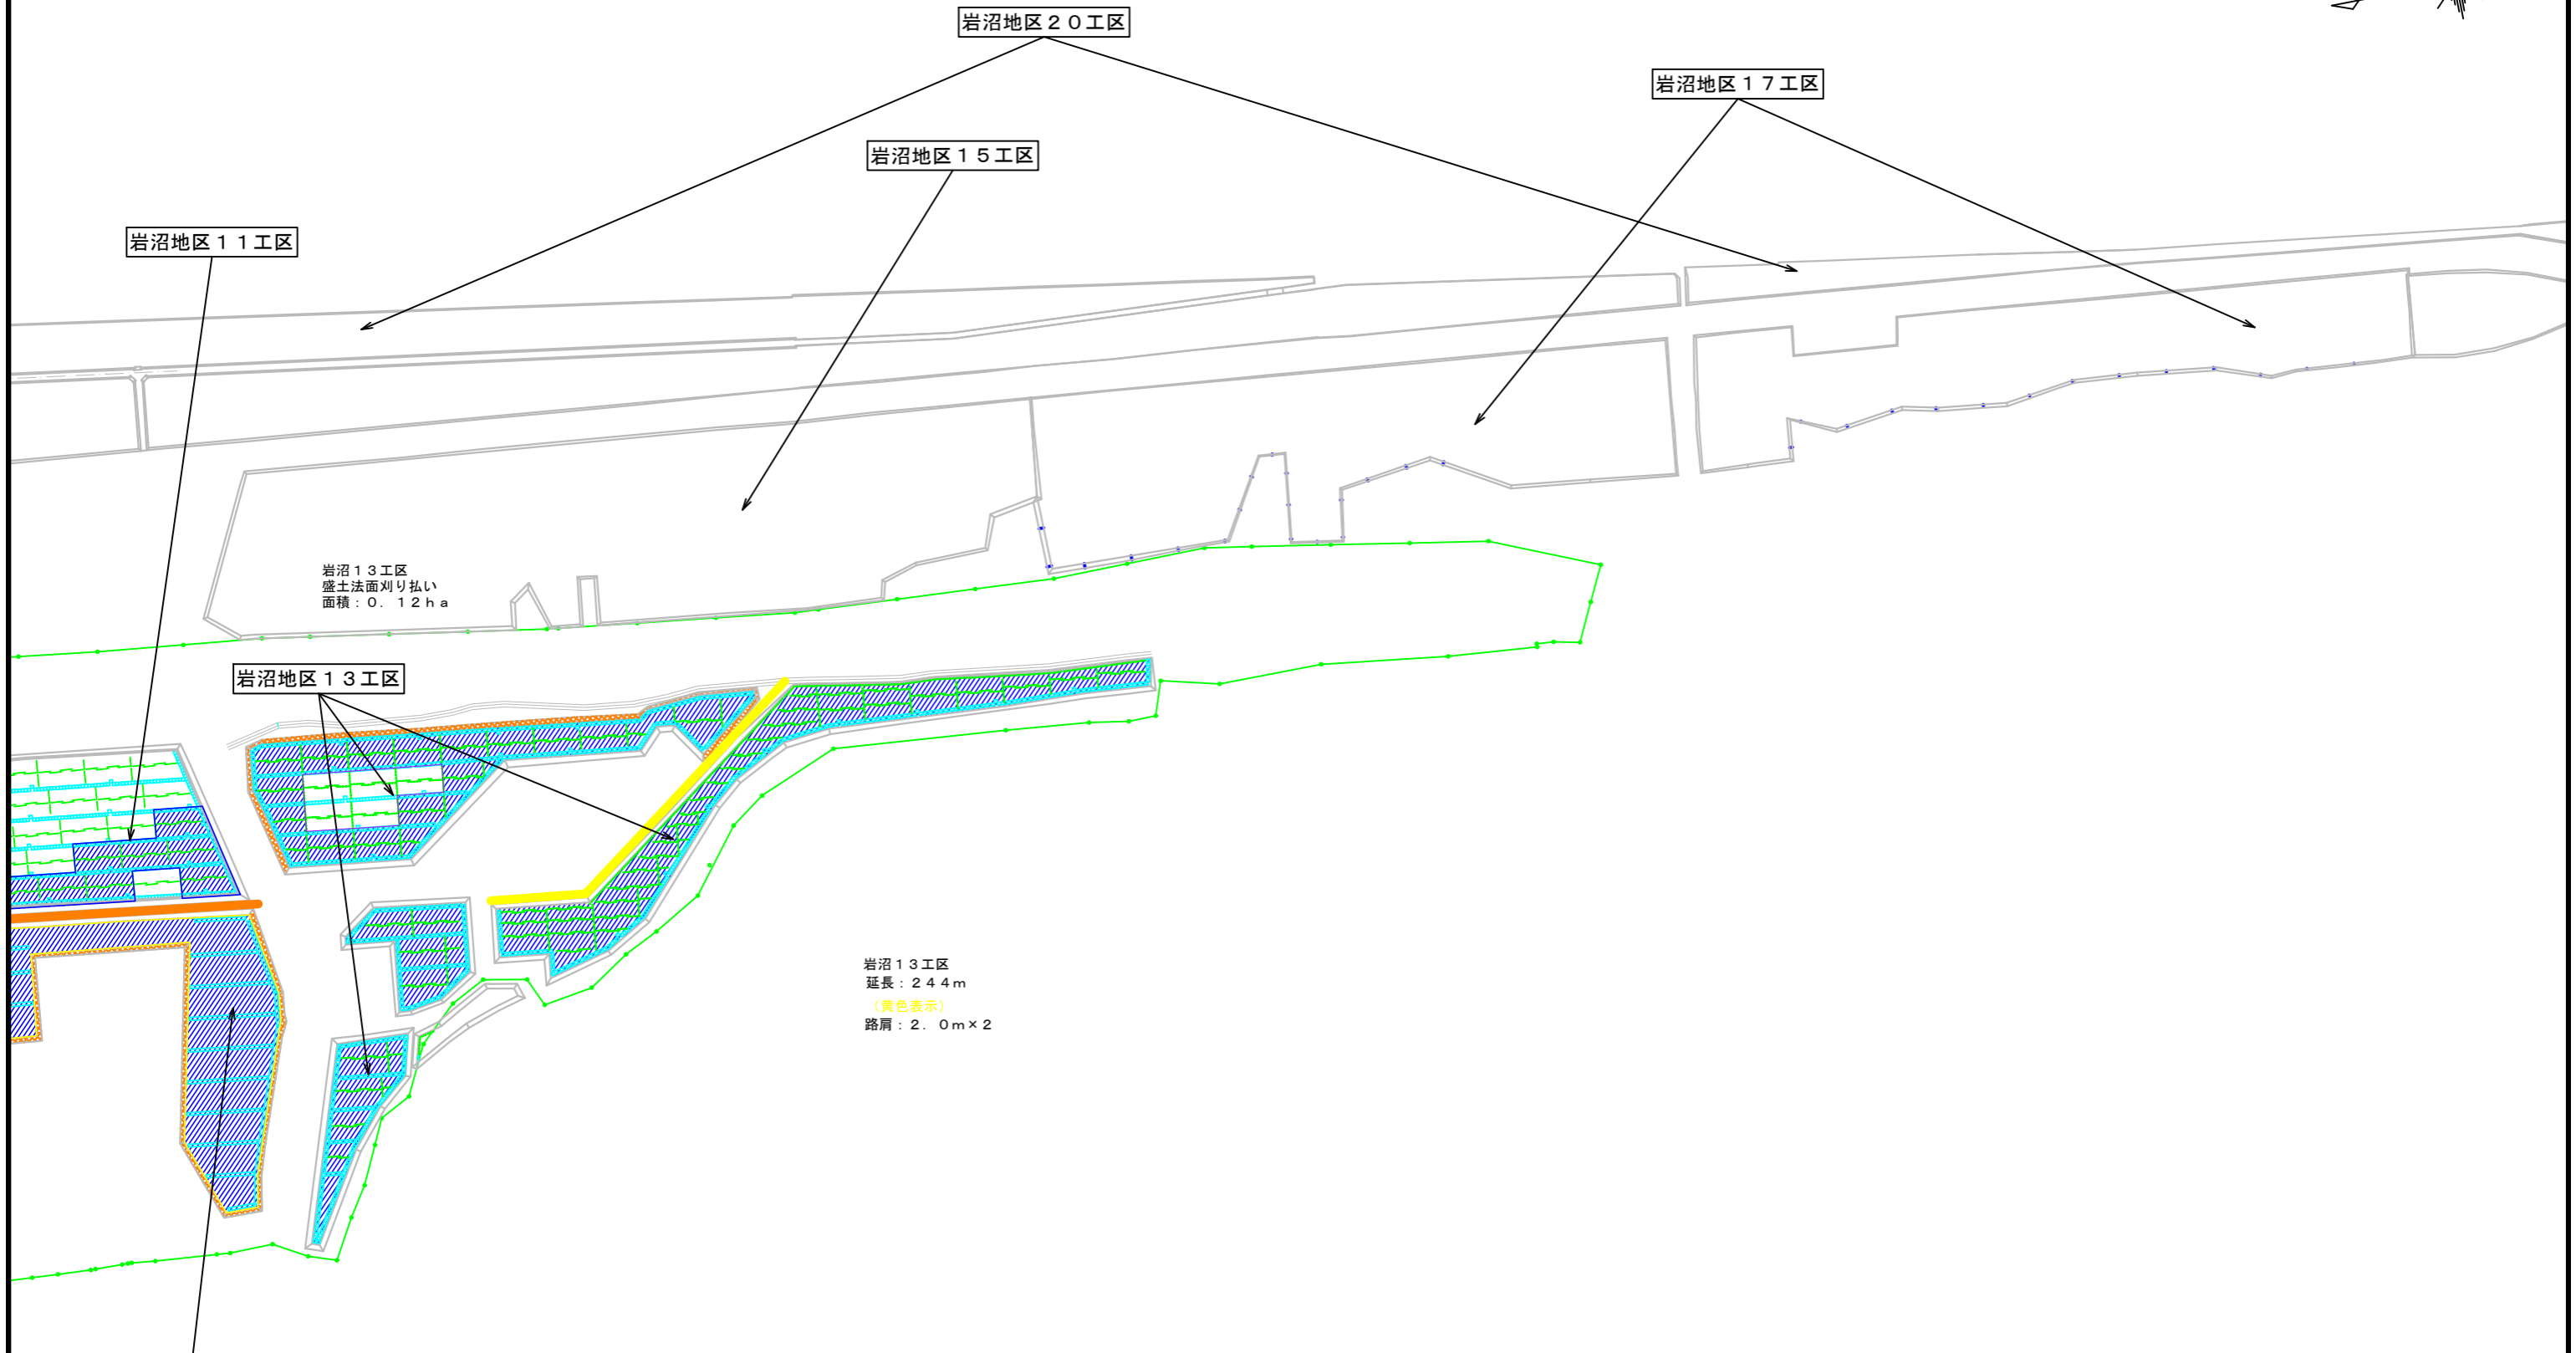 岩沼地区２０工区
岩沼地区１７工区
岩沼地区１５工区
岩沼地区１１工区
岩沼１３工区
盛土法面刈り払い
面積：０．１２ｈａ
岩沼地区１３工区
岩沼１３工区
延長：２４４ｍ
（黄色表示）
路肩：２．０ｍ×２